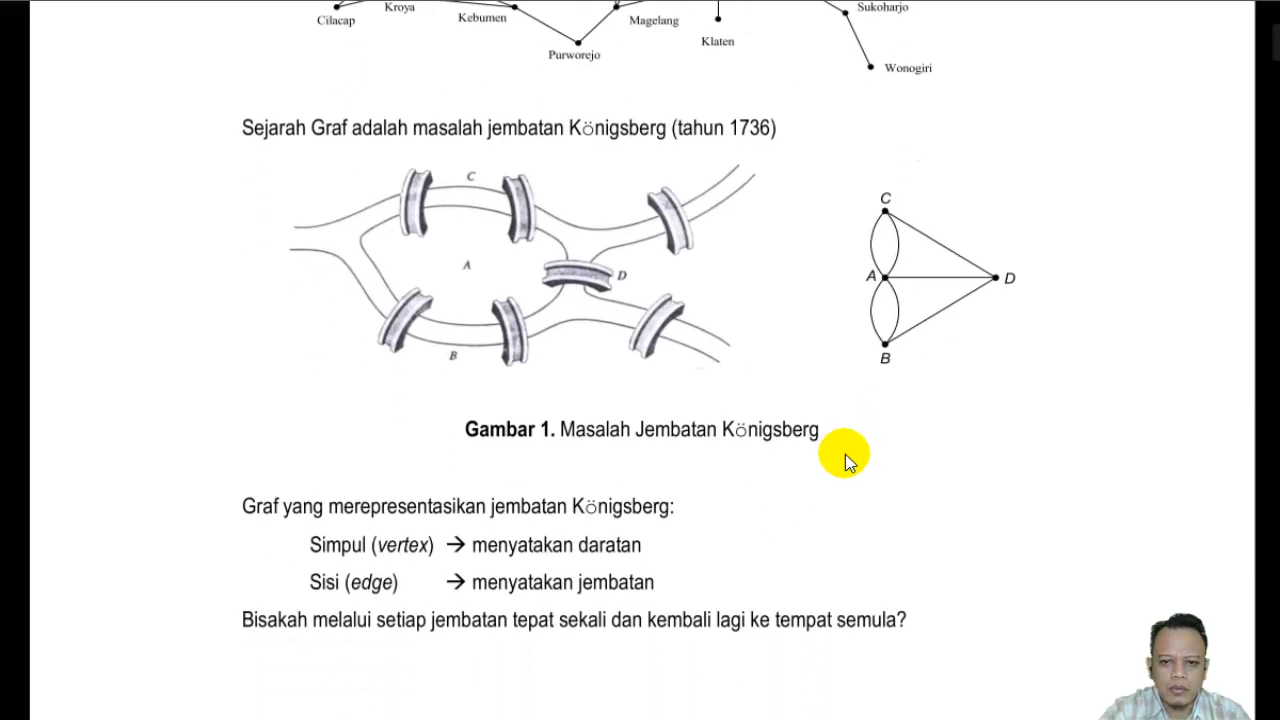 Cilacap
Kroya
Kebumen
Purworejo
Magelang
Klaten
Sukoharjo
Wonogiri
Sejarah Graf adalah masalah jembatan Königsberg (tahun 1736)
C
A
D
B
C
A
D
B
Gambar 1. Masalah Jembatan Königsberg
Graf yang merepresentasikan jembatan Königsberg:
Simpul (vertex) → menyatakan daratan
Sisi (edge) → menyatakan jembatan
Bisakah melalui setiap jembatan tepat sekali dan kembali lagi ke tempat semula?